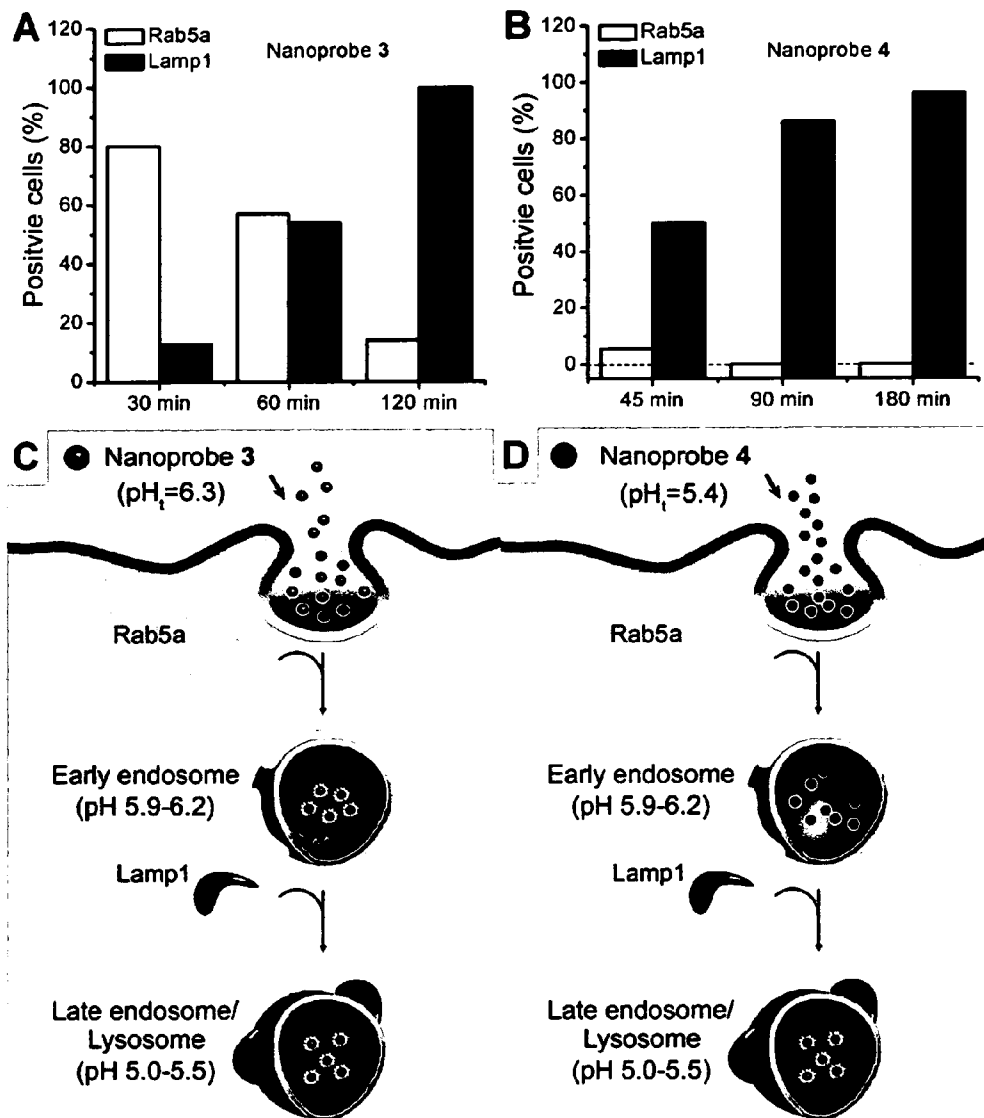 A
Rab5a
Lamp1
Nanoprobe 3
Positvie cells (%)
120
100
80
60
40
20
0
30 min
60 min
120 min
B
Rab5a
Lamp1
Nanoprobe 4
Positvie cells (%)
120
100
80
60
40
20
0
45 min
90 min
180 min
C
Nanoprobe 3
(pHt=6.3)
Rab5a
Early endosome
(pH 5.9-6.2)
Lamp1
Late endosome/
Lysosome
(pH 5.0-5.5)
D
Nanoprobe 4
(pHt=5.4)
Rab5a
Early endosome
(pH 5.9-6.2)
Lamp1
Late endosome/
Lysosome
(pH 5.0-5.5)